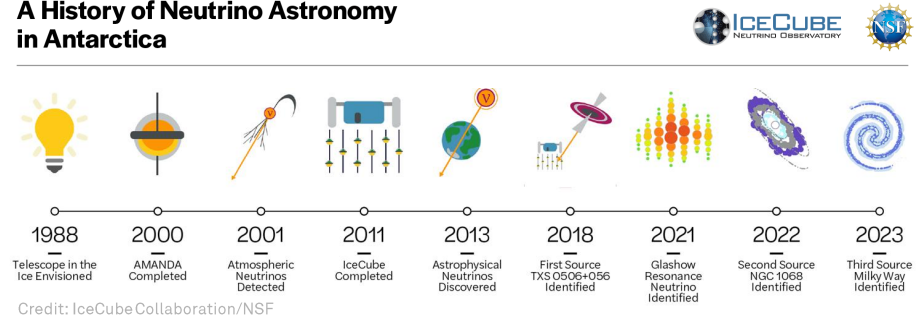 A History of Neutrino Astronomy
in Antarctica
ICECUBE
NEUTRINO OBSERVATORY
NSF
V
V
1988
Telescope in the
Ice Envisioned
2000
AMANDA
Completed
2001
Atmospheric
Neutrinos
Detected
2011
IceCube
Completed
2013
Astrophysical
Neutrinos
Discovered
2018
First Source
TXS 0506+056
Identified
2021
Glashow
Resonance
Neutrino
Identified
2022
Second Source
NGC 1068
Identified
2023
Third Source
Milky Way
Identified
Credit: IceCube Collaboration/NSF